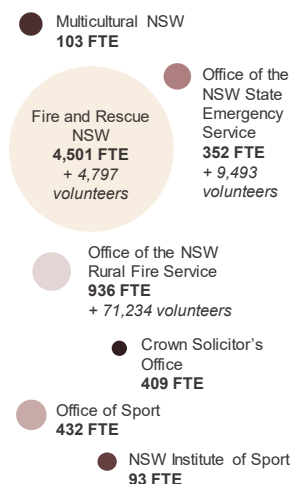 Multicultural NSW
103 FTE
Office of the
NSW State
Emergency
Service
352 FTE
+ 9,493
volunteers
Fire and Rescue
NSW
4,501 FTE
+ 4,797
volunteers
Office of the NSW
Rural Fire Service
936 FTE
+ 71,234 volunteers
Crown Solicitor's
Office
409 FTE
Office of Sport
432 FTE
NSW Institute of Sport
93 FTE